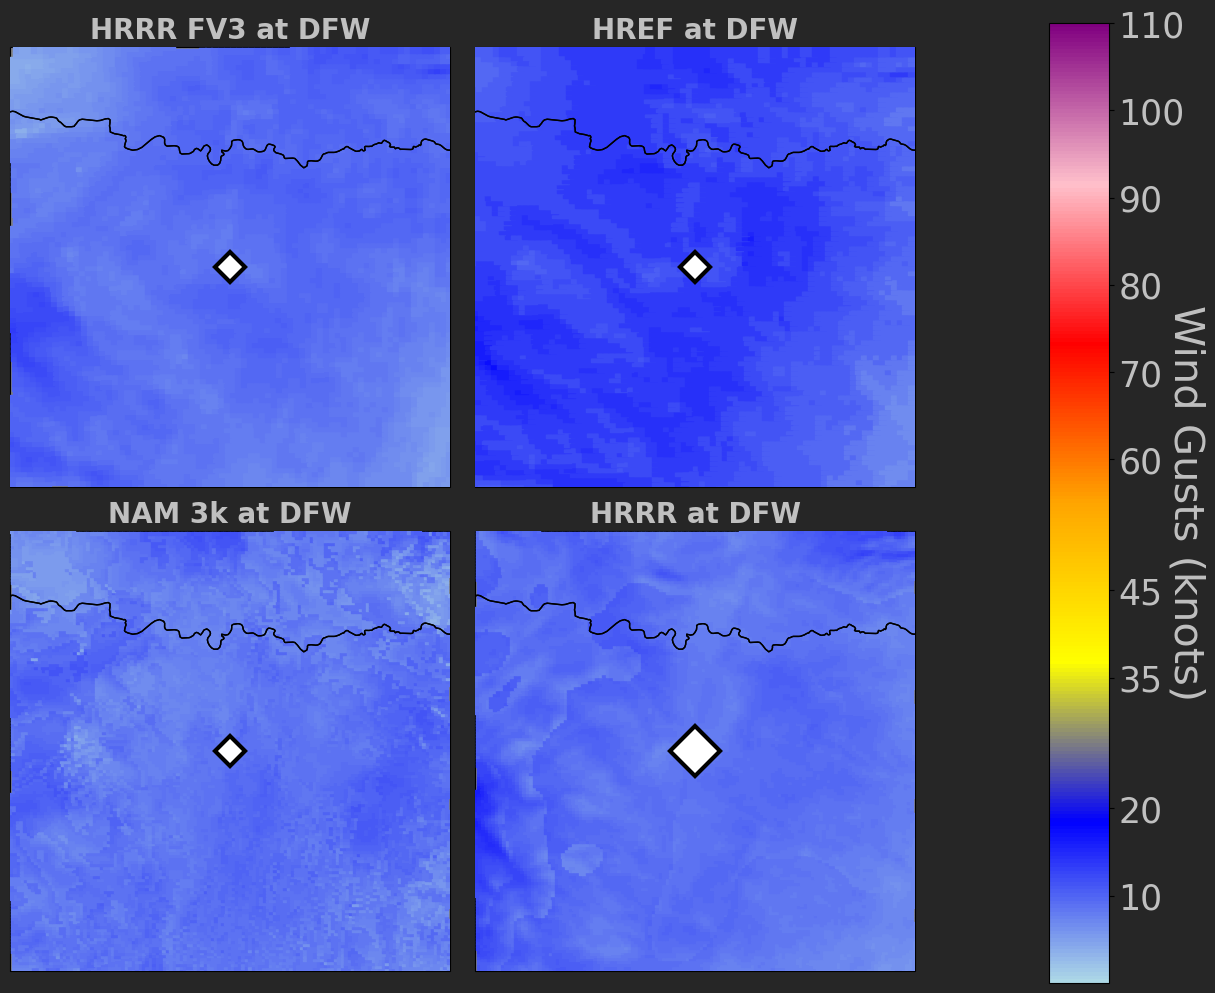 HRRR FV3 at DFW
HREF at DFW
NAM 3k at DFW
HRRR at DFW
110
100
90
80
70
60
45
35
20
10
Wind Gusts (knots)